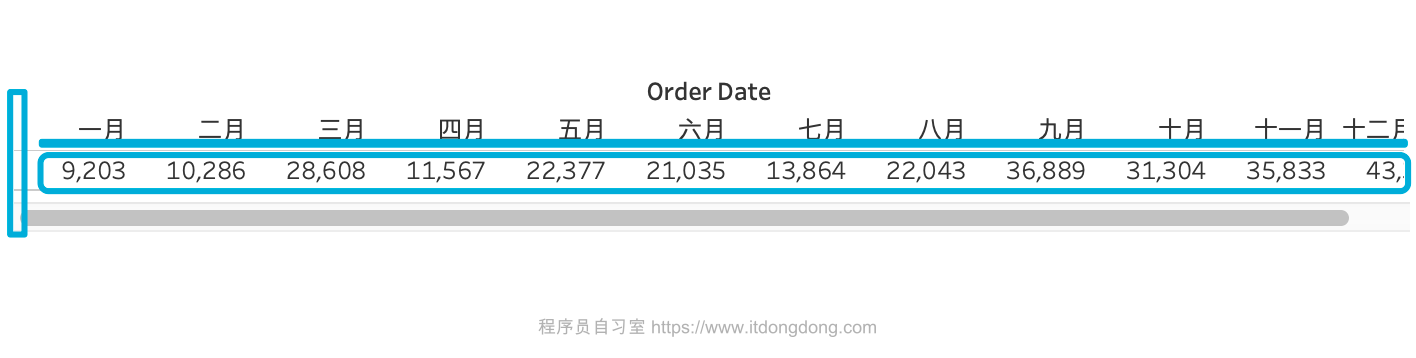 Order Date
一月 二月 三月 四月 五月 六月 七月 八月 九月 十月 十一月 十二月
9,203 10,286 28,608 11,567 22,377 21,035 13,864 22,043 36,889 31,304 35,833
程序员自习室 https://www.itdongdong.com